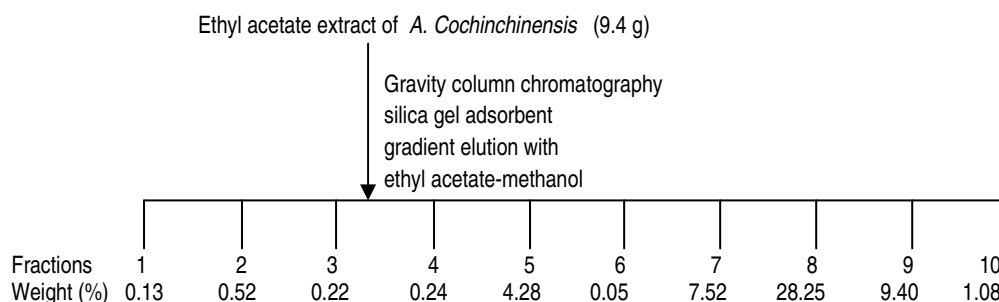 Ethyl acetate extract of A. Cochinchinensis (9.4 g)
Gravity column chromatography
silica gel adsorbent
gradient elution with
ethyl acetate-methanol
Fractions 1 2 3 4 5 6 7 8 9 10
Weight (%) 0.13 0.52 0.22 0.24 4.28 0.05 7.52 28.25 9.40 1.08